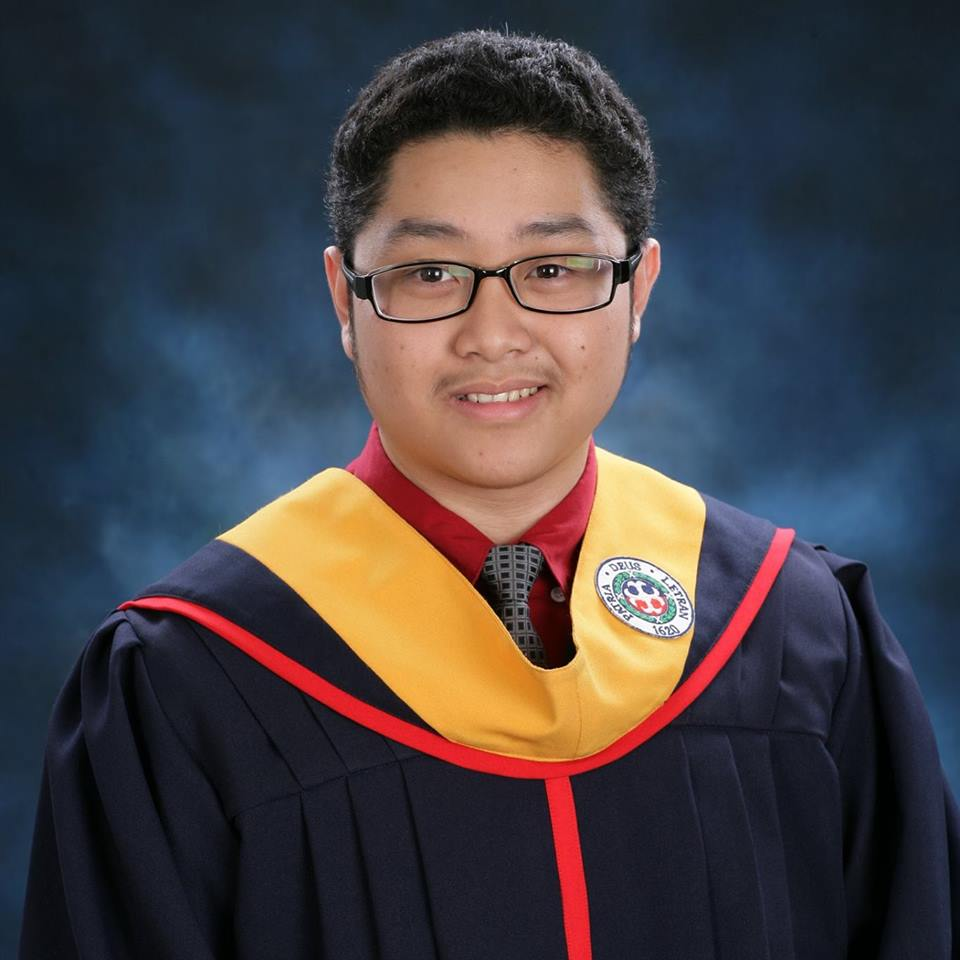 DEUS · PATRIA · LETRAN
1620